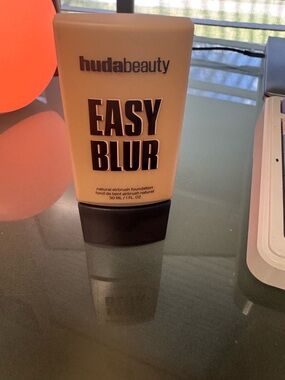 hudabeauty
EASY
BLUR
natural airbrush foundation
fond de teint airbrush naturel
30 ML / 1 FL. OZ